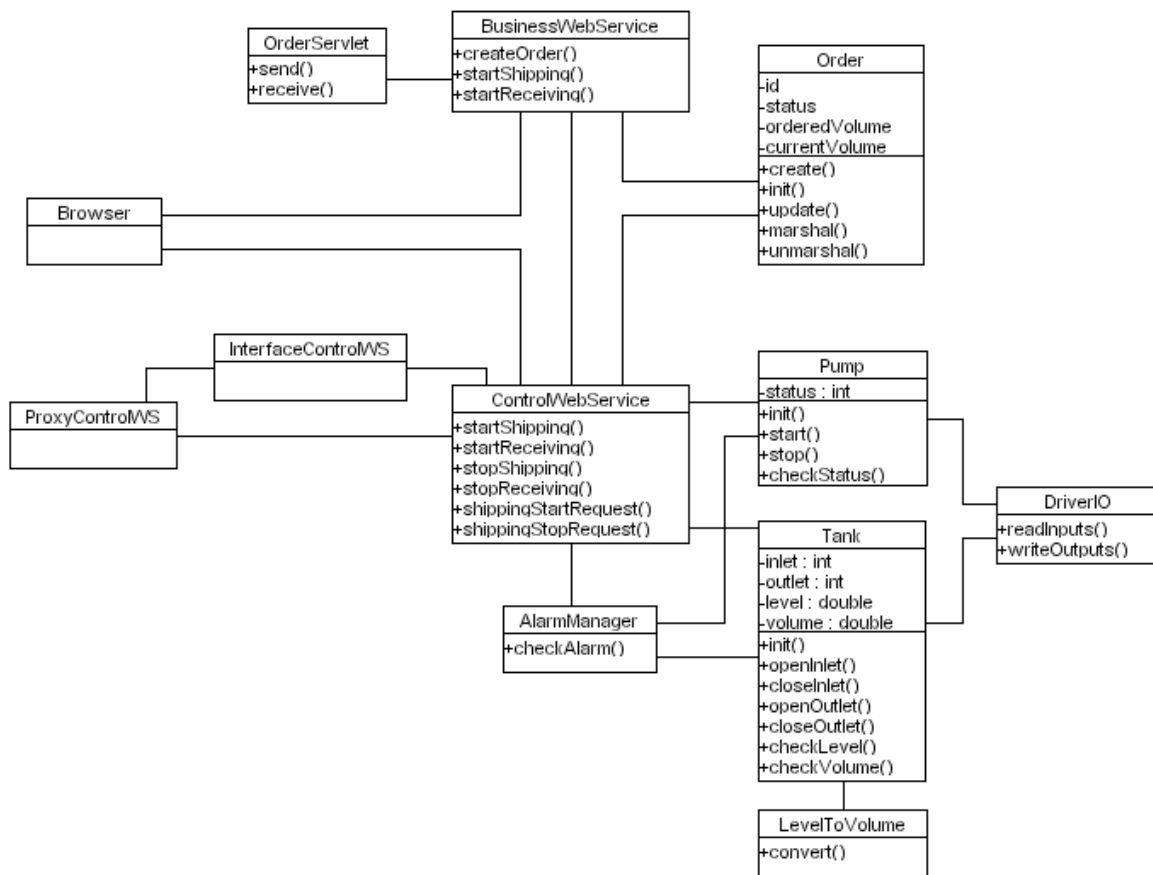 BusinessWebService
+createOrder()
+startShipping()
+startReceiving()
OrderServlet
+send()
+receive()
Order
-id
-status
-orderedVolume
-currentVolume
+create()
+init()
+update()
+marshal()
+unmarshal()
Browser
InterfaceControlWS
ProxyControlWS
ControlWebService
+startShipping()
+startReceiving()
+stopShipping()
+stopReceiving()
+shippingStartRequest()
+shippingStopRequest()
Pump
-status : int
+init()
+start()
+stop()
+checkStatus()
DriverIO
+readInputs()
+writeOutputs()
Tank
-inlet : int
-outlet : int
-level : double
-volume : double
+init()
+openInlet()
+closeInlet()
+openOutlet()
+closeOutlet()
+checkLevel()
+checkVolume()
AlarmManager
+checkAlarm()
LevelToVolume
+convert()